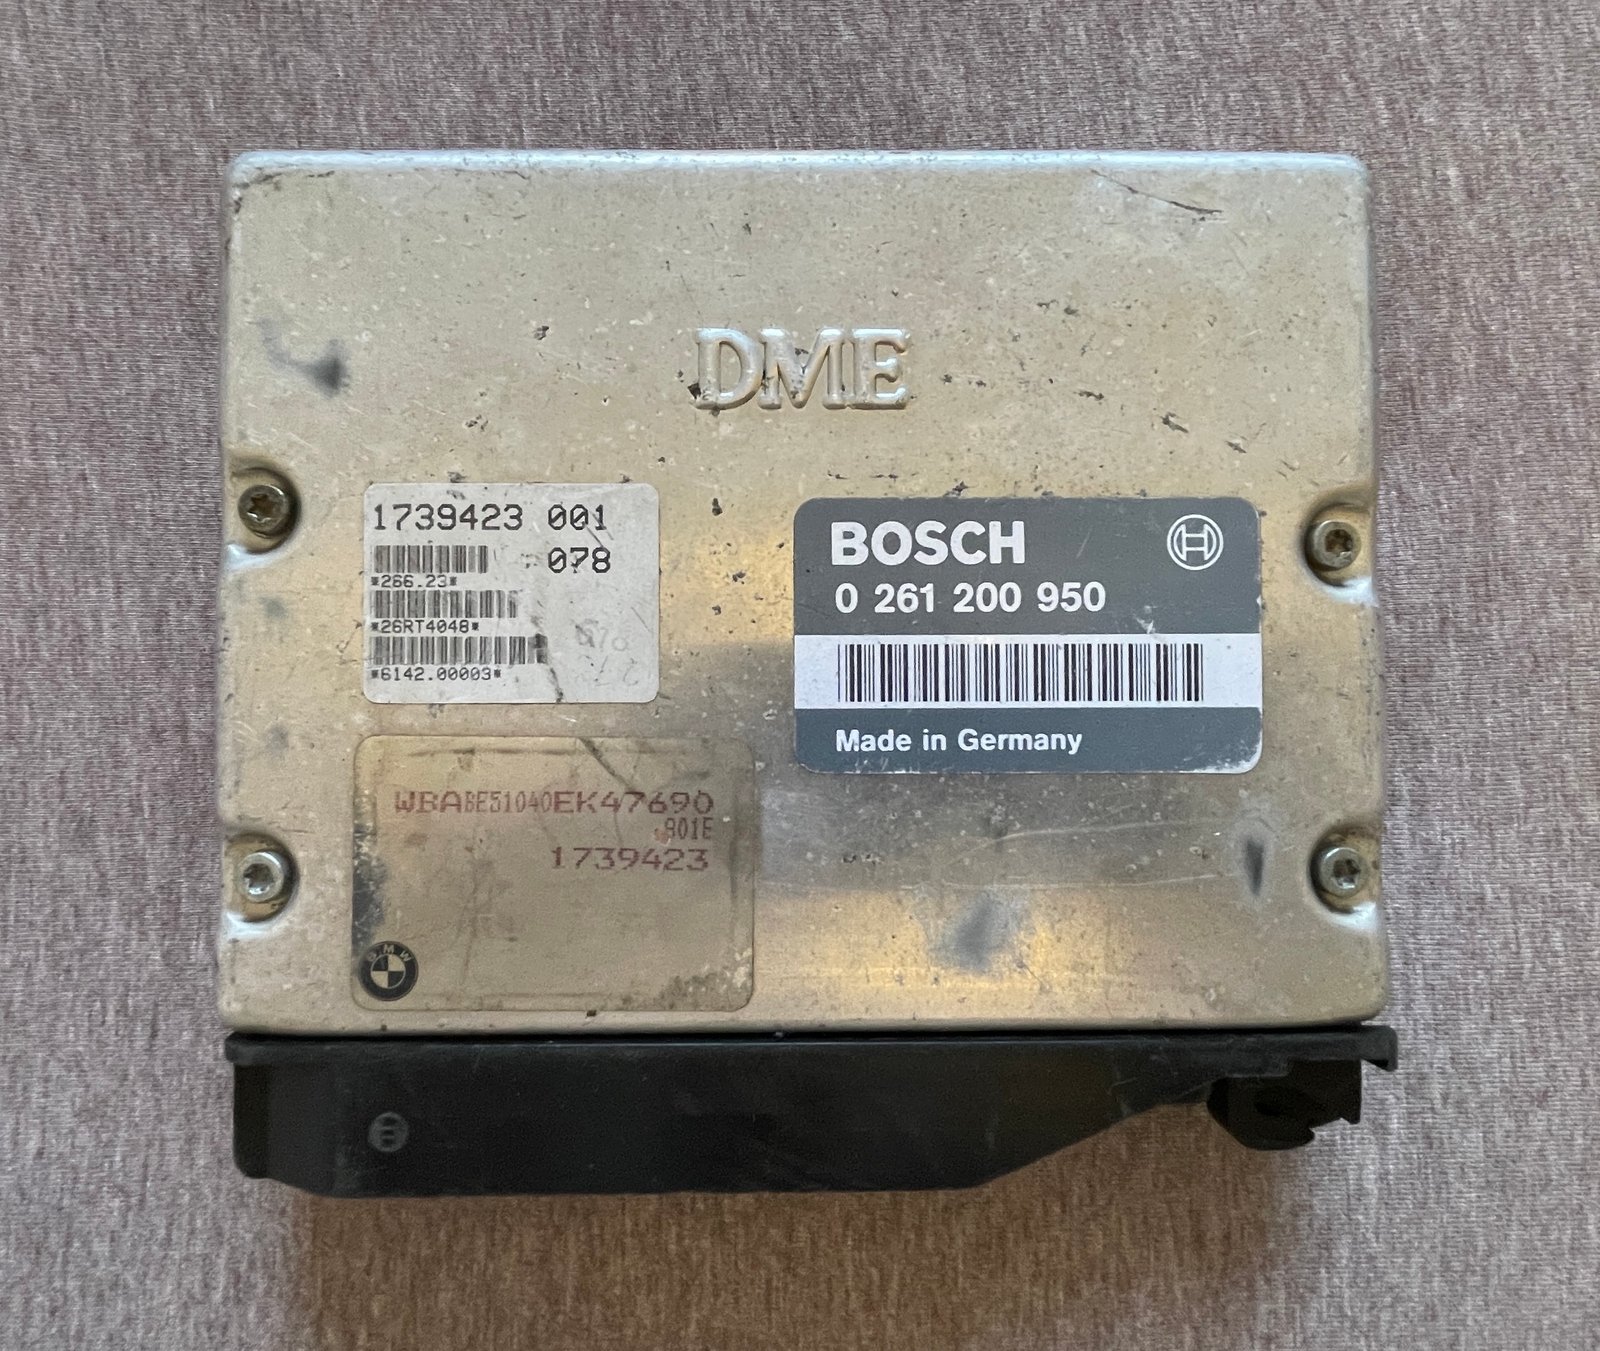 DME
1739423 001
078
*266.23*
*26RT4048*
*6142.00003*
BOSCH
0 261 200 950
Made in Germany
WBABE51040EK47690
1739423
BMW